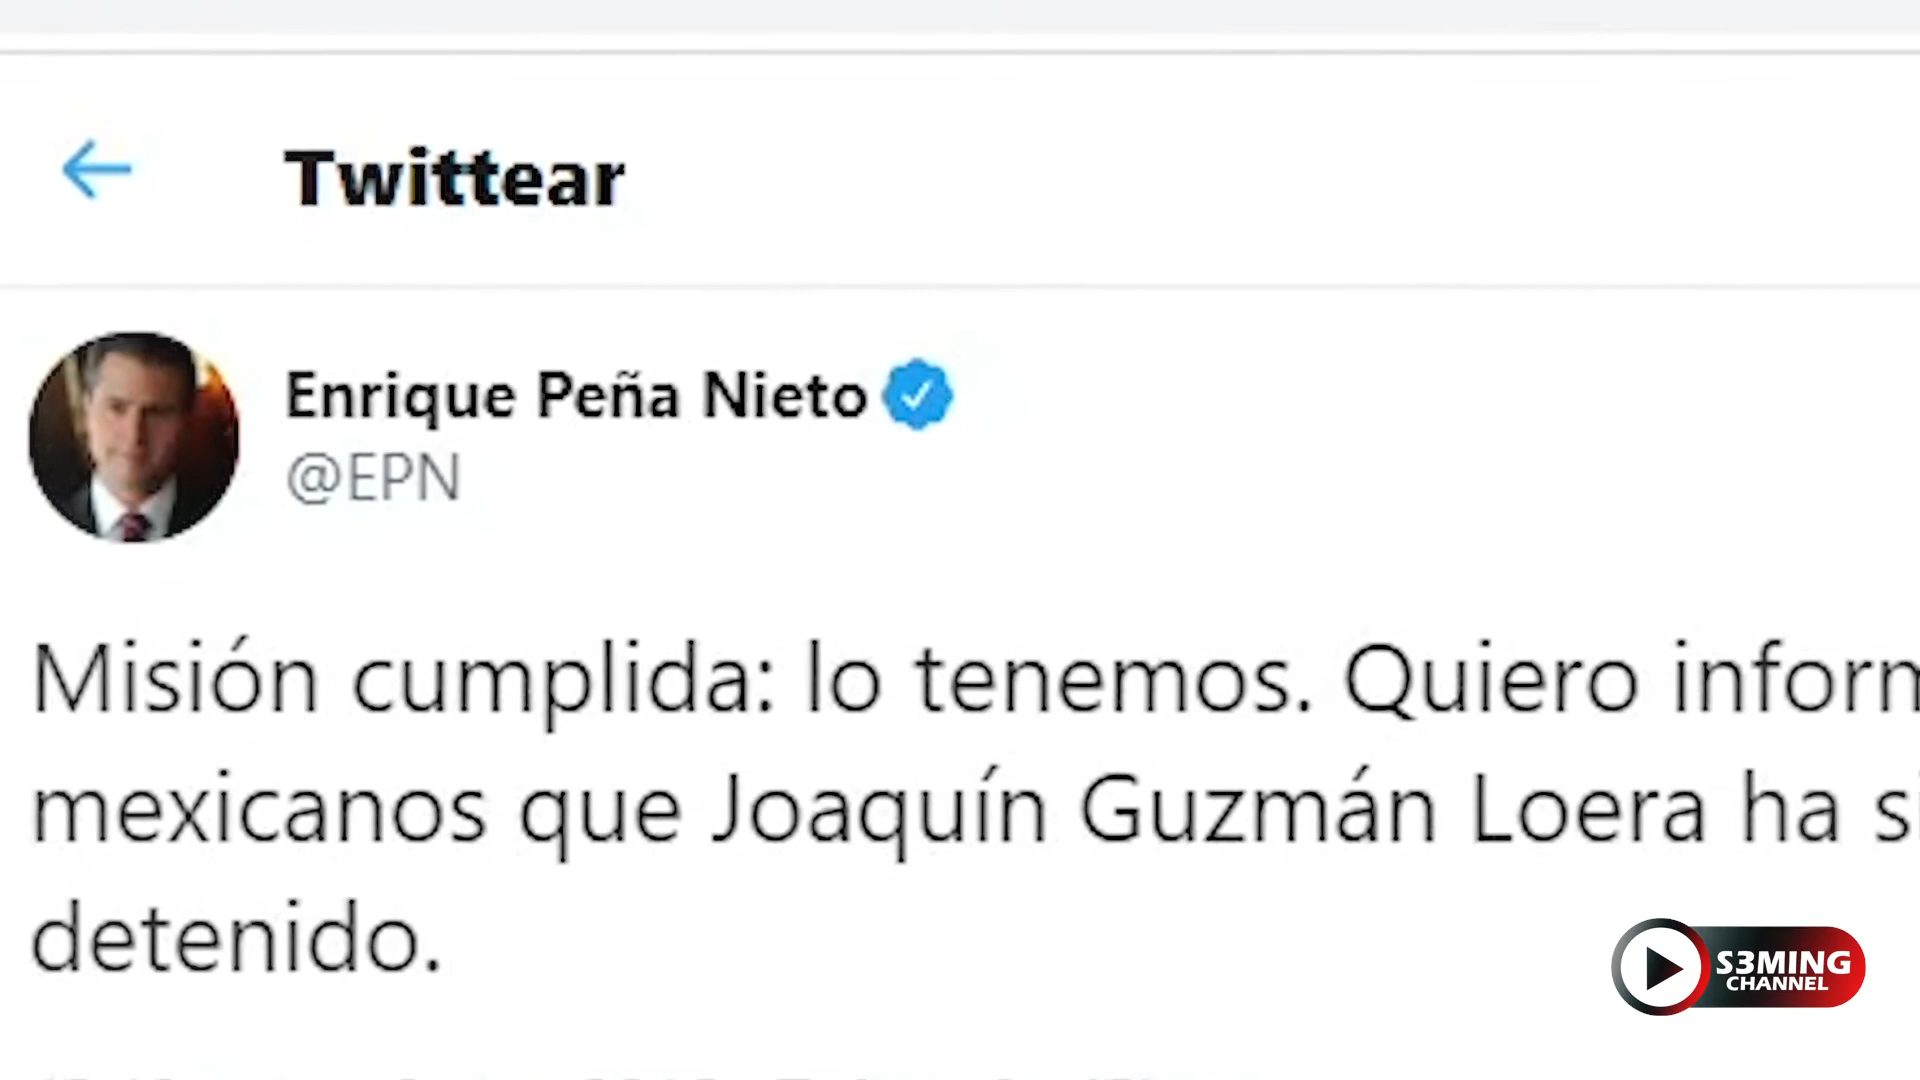 Twittear
Enrique Peña Nieto
@EPN
Misión cumplida: lo tenemos. Quiero inform
mexicanos que Joaquín Guzmán Loera ha si
detenido.
S3MING
CHANNEL